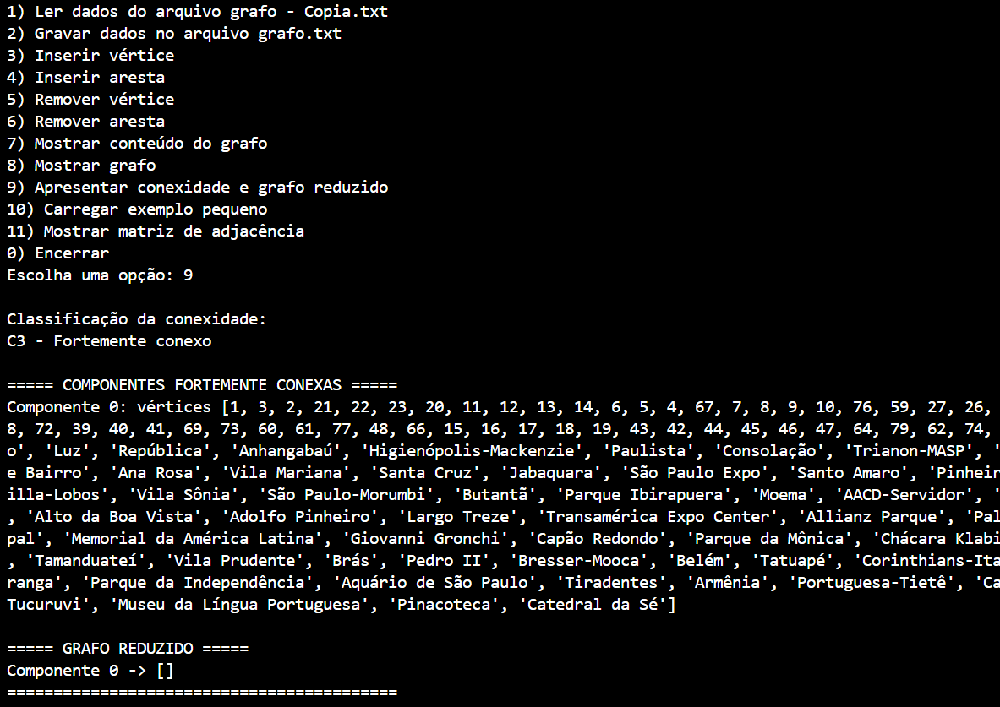 1) Ler dados do arquivo grafo - Copia.txt
2) Gravar dados no arquivo grafo.txt
3) Inserir vértice
4) Inserir aresta
5) Remover vértice
6) Remover aresta
7) Mostrar conteúdo do grafo
8) Mostrar grafo
9) Apresentar conexidade e grafo reduzido
10) Carregar exemplo pequeno
11) Mostrar matriz de adjacência
0) Encerrar
Escolha uma opção: 9
Classificação da conexidade:
C3 - Fortemente conexo
===== COMPONENTES FORTEMENTE CONEXAS =====
Componente 0: vértices [1, 3, 2, 21, 22, 23, 20, 11, 12, 13, 14, 6, 5, 4, 67, 7, 8, 9, 10, 76, 59, 27, 26,
8, 72, 39, 40, 41, 69, 73, 60, 61, 77, 48, 66, 15, 16, 17, 18, 19, 43, 42, 44, 45, 46, 47, 64, 79, 62, 74,
o', 'Luz', 'República', 'Anhangabaú', 'Higienópolis-Mackenzie', 'Paulista', 'Consolação', 'Trianon-MASP', '
e Bairro', 'Ana Rosa', 'Vila Mariana', 'Santa Cruz', 'Jabaquara', 'São Paulo Expo', 'Santo Amaro', 'Pinheir
illa-Lobos', 'Vila Sônia', 'São Paulo-Morumbi', 'Butantã', 'Parque Ibirapuera', 'Moema', 'AACD-Servidor', '
, 'Alto da Boa Vista', 'Adolfo Pinheiro', 'Largo Treze', 'Transamérica Expo Center', 'Allianz Parque', 'Pal
pal', 'Memorial da América Latina', 'Giovanni Gronchi', 'Capão Redondo', 'Parque da Mônica', 'Chácara Klabi
, 'Tamanduateí', 'Vila Prudente', 'Brás', 'Pedro II', 'Bresser-Mooca', 'Belém', 'Tatuapé', 'Corinthians-Ita
ranga', 'Parque da Independência', 'Aquário de São Paulo', 'Tiradentes', 'Armênia', 'Portuguesa-Tietê', 'Ca
Tucuruvi', 'Museu da Língua Portuguesa', 'Pinacoteca', 'Catedral da Sé']
===== GRAFO REDUZIDO =====
Componente 0 -> []
==========================================